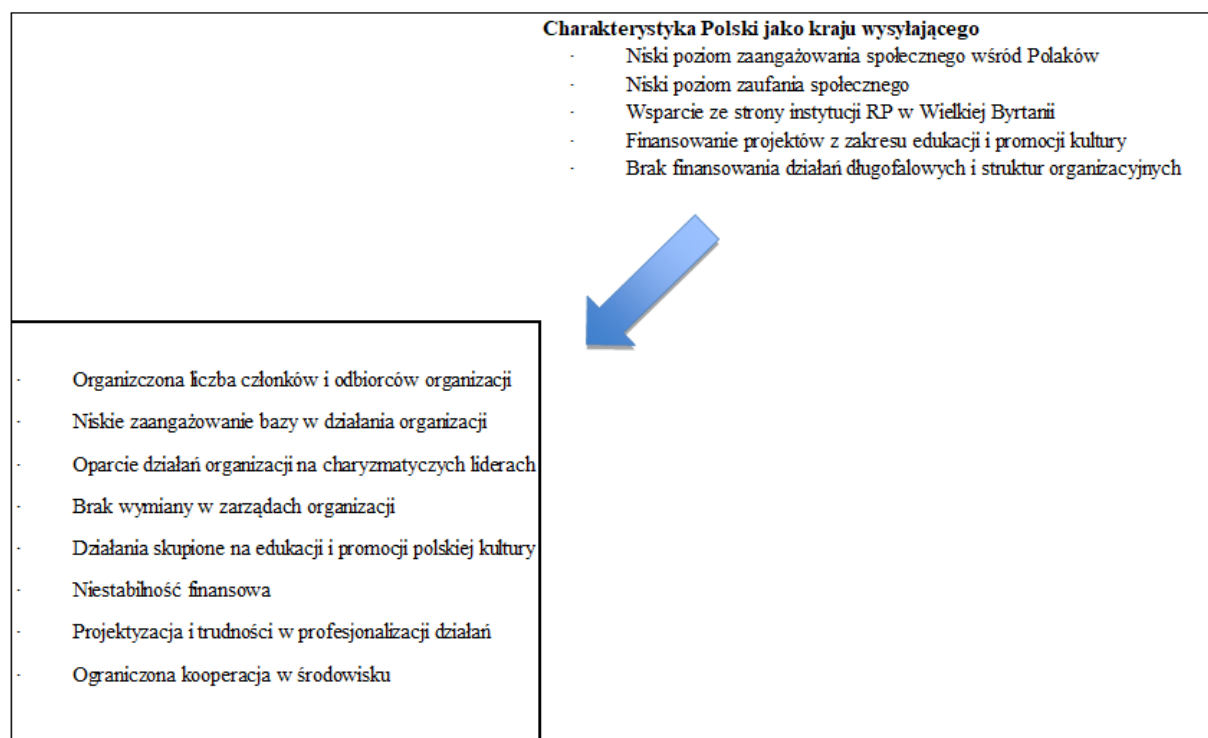 Charakterystyka Polski jako kraju wysyłającego
· Niski poziom zaangażowania społecznego wśród Polaków
· Niski poziom zaufania społecznego
· Wsparcie ze strony instytucji RP w Wielkiej Byrtanii
· Finansowanie projektów z zakresu edukacji i promocji kultury
· Brak finansowania działań długofalowych i struktur organizacyjnych
· Organizczona liczba członków i odbiorców organizacji
· Niskie zaangażowanie bazy w działania organizacji
· Oparcie działań organizacji na charyzmatyczych liderach
· Brak wymiany w zarządach organizacji
· Działania skupione na edukacji i promocji polskiej kultury
· Niestabilność finansowa
· Projektyzacja i trudności w profesjonalizacji działań
· Ograniczona kooperacja w środowisku